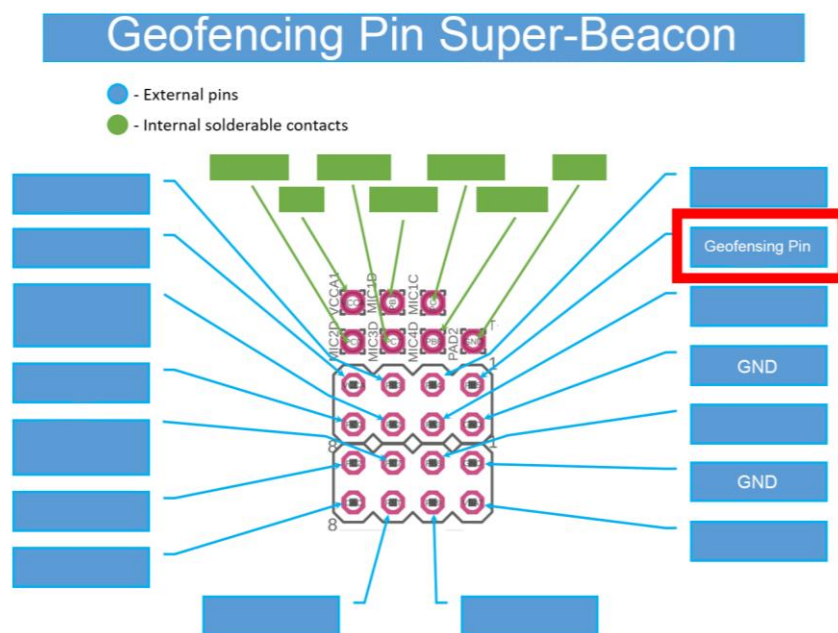 Geofencing Pin Super-Beacon
- External pins
- Internal solderable contacts
Geofensing Pin
VCCA1
MIC1D
MIC1C
MIC2D
MIC3D
MIC4D
PAD2
T
1
GND
8
1
GND
8